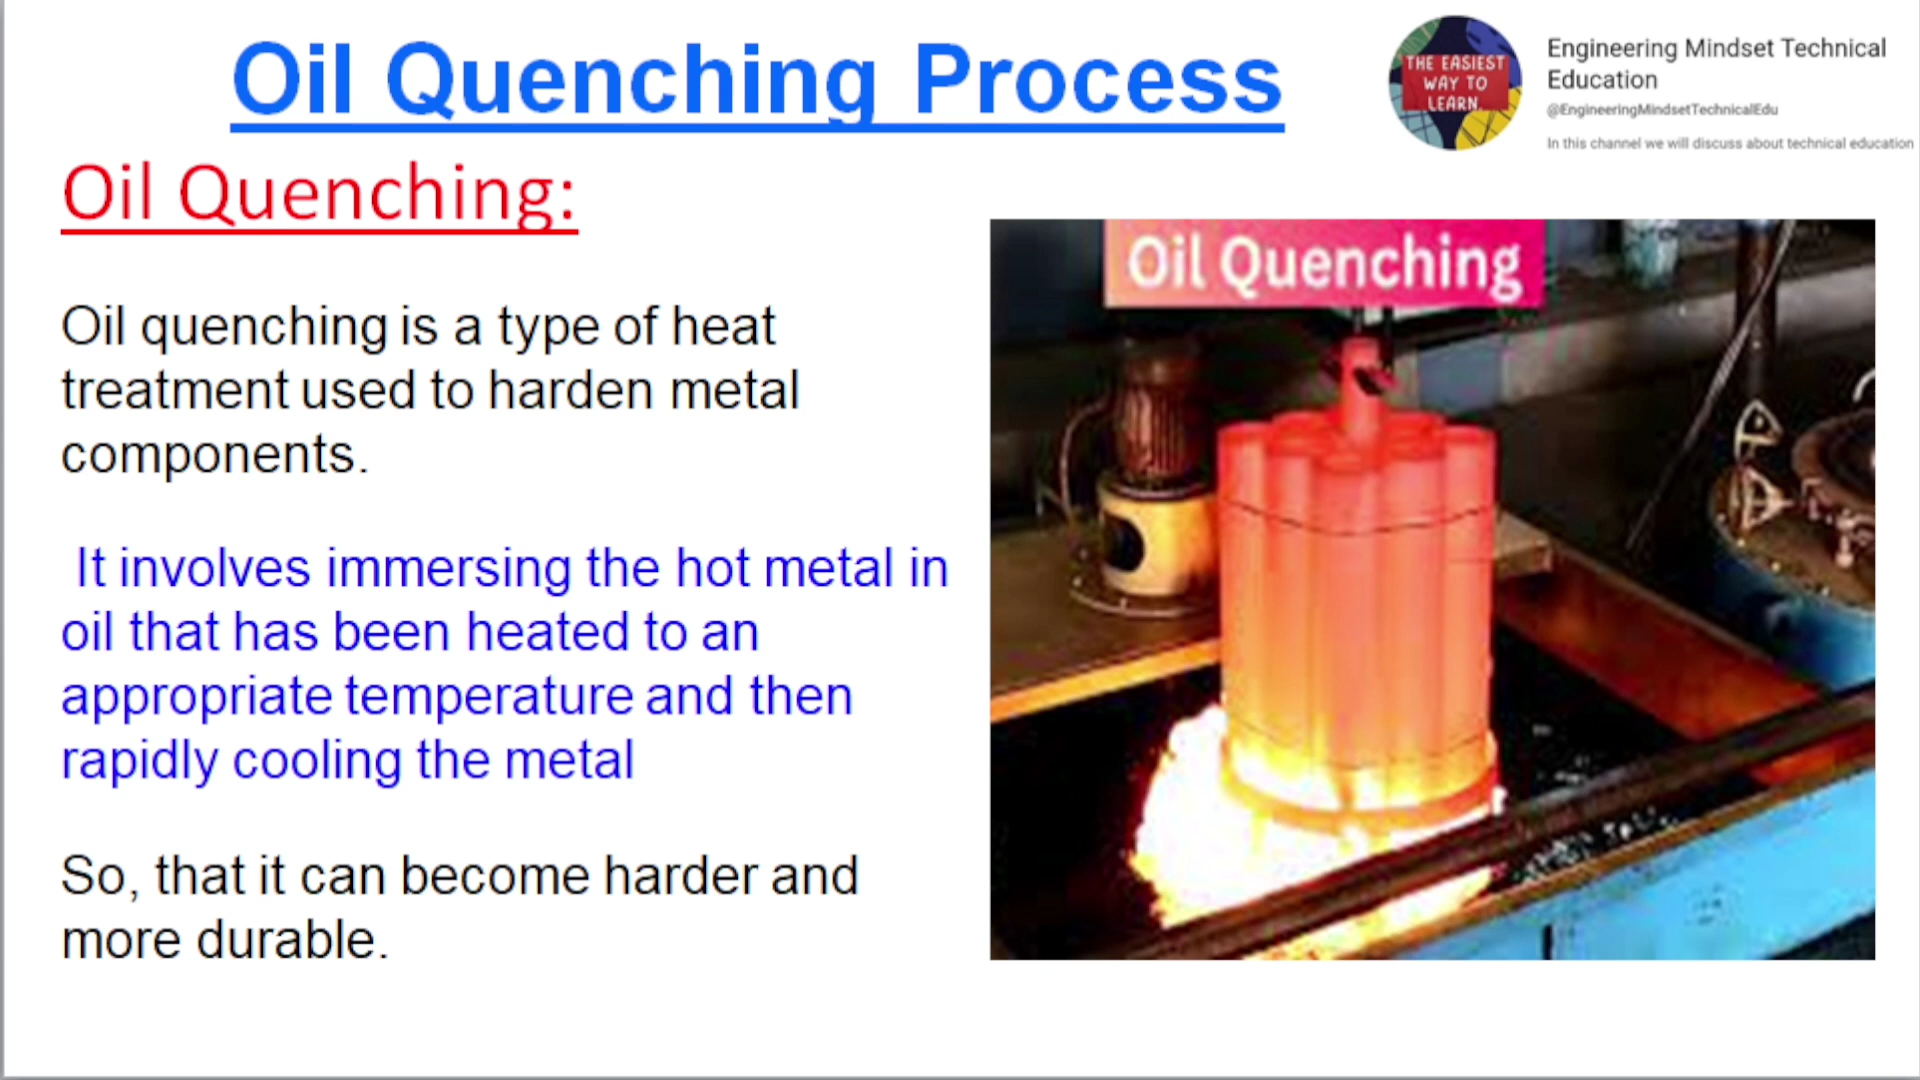 Oil Quenching Process
THE EASIEST
WAY TO
LEARN.
Engineering Mindset Technical
Education
@EngineeringMindsetTechnicalEdu
In this channel we will discuss about technical education
Oil Quenching:
Oil quenching is a type of heat
treatment used to harden metal
components.
It involves immersing the hot metal in
oil that has been heated to an
appropriate temperature and then
rapidly cooling the metal
So, that it can become harder and
more durable.
Oil Quenching